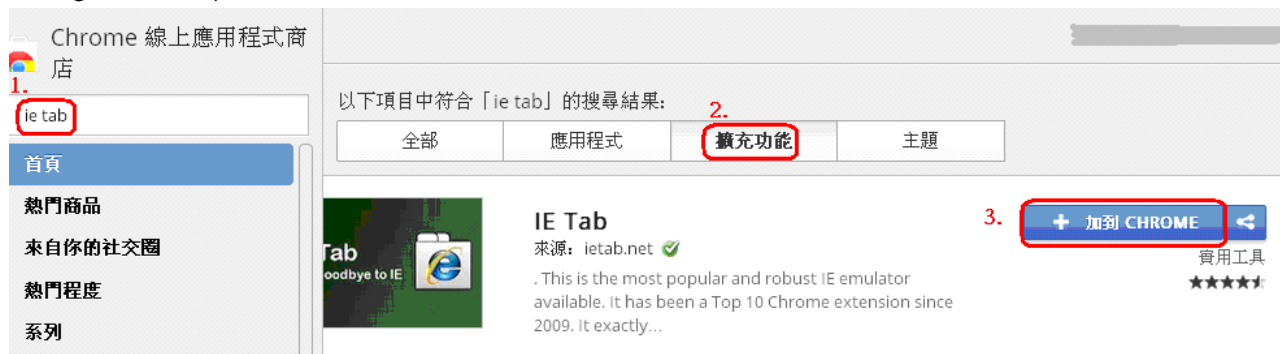 Chrome 線上應用程式商
店
1.
ie tab
首頁
熱門商品
來自你的社交圈
熱門程度
系列
以下項目中符合「ie tab」的搜尋結果:
2.
全部 應用程式 擴充功能 主題
Tab
oodbye to IE
IE Tab
來源: ietab.net
. This is the most popular and robust IE emulator
available. It has been a Top 10 Chrome extension since
2009. It exactly...
3.
+ 加到 CHROME
實用工具